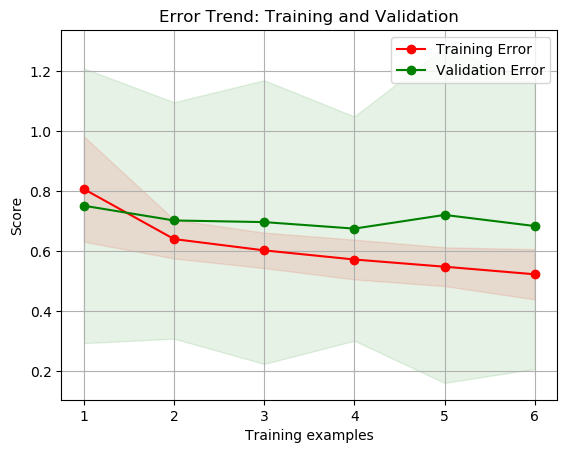 Error Trend: Training and Validation
Training Error
Validation Error
Score
1.2
1.0
0.8
0.6
0.4
0.2
1 2 3 4 5 6
Training examples